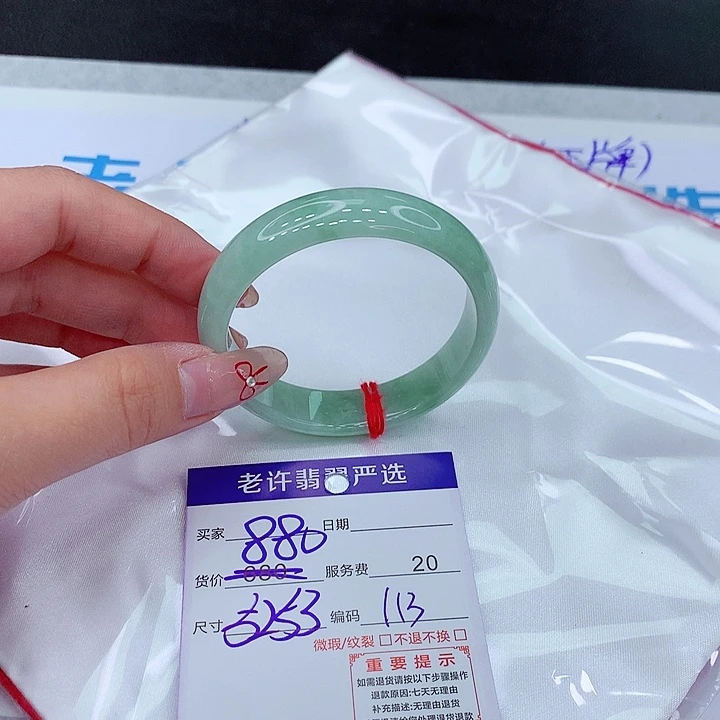 牌)
老许翡翠严选
买家 880 日期
货价 服务费 20
尺寸 5253 编码 113
微瑕/纹裂 □ 不退不换 □
重要提示
如需退货请按以下步骤操作
退款原因:七天无理由
补充描述:无理由退货